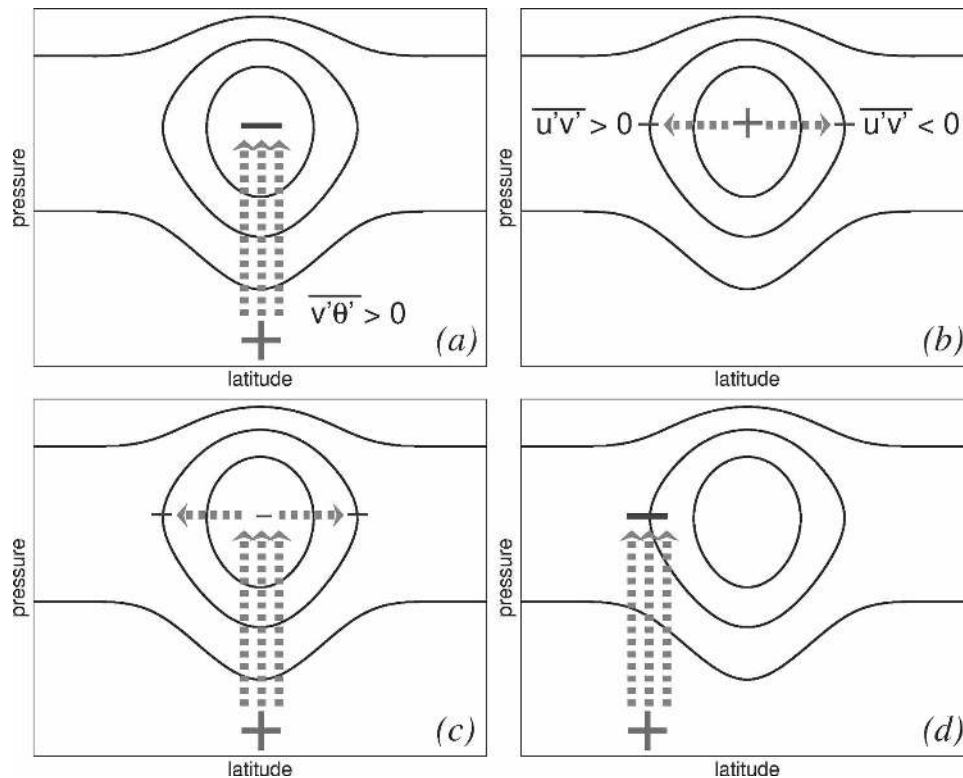 pressure
v'θ' > 0
(a)
latitude
pressure
u'v' > 0
u'v' < 0
(b)
latitude
pressure
(c)
latitude
pressure
(d)
latitude